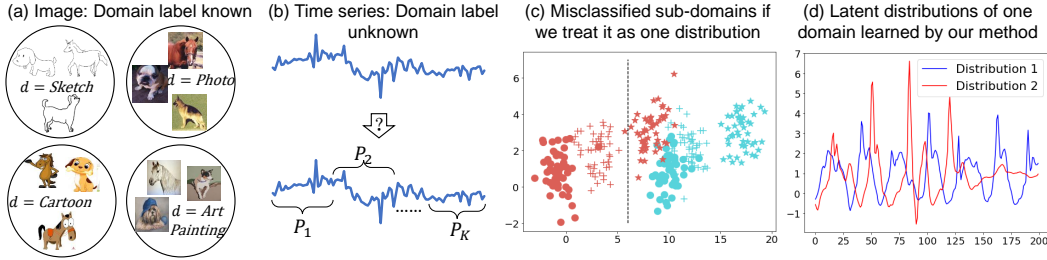 (a) Image: Domain label known
d = Sketch
d = Photo
d = Cartoon
d = Art
Painting
(b) Time series: Domain label
unknown
?
P₁
P₂
......
P_K
(c) Misclassified sub-domains if
we treat it as one distribution
6
4
2
0
−2
0
5
10
15
20
(d) Latent distributions of one
domain learned by our method
Distribution 1
Distribution 2
7
6
5
4
3
2
1
0
−1
0
25
50
75
100
125
150
175
200